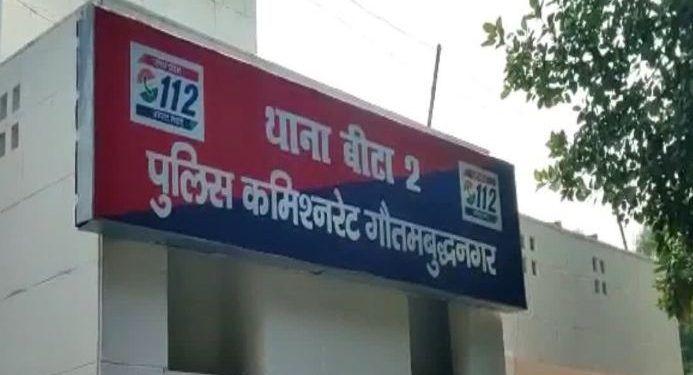 112
थाना बीटा 2
पुलिस कमिश्नरेट गौतमबुद्धनगर
112